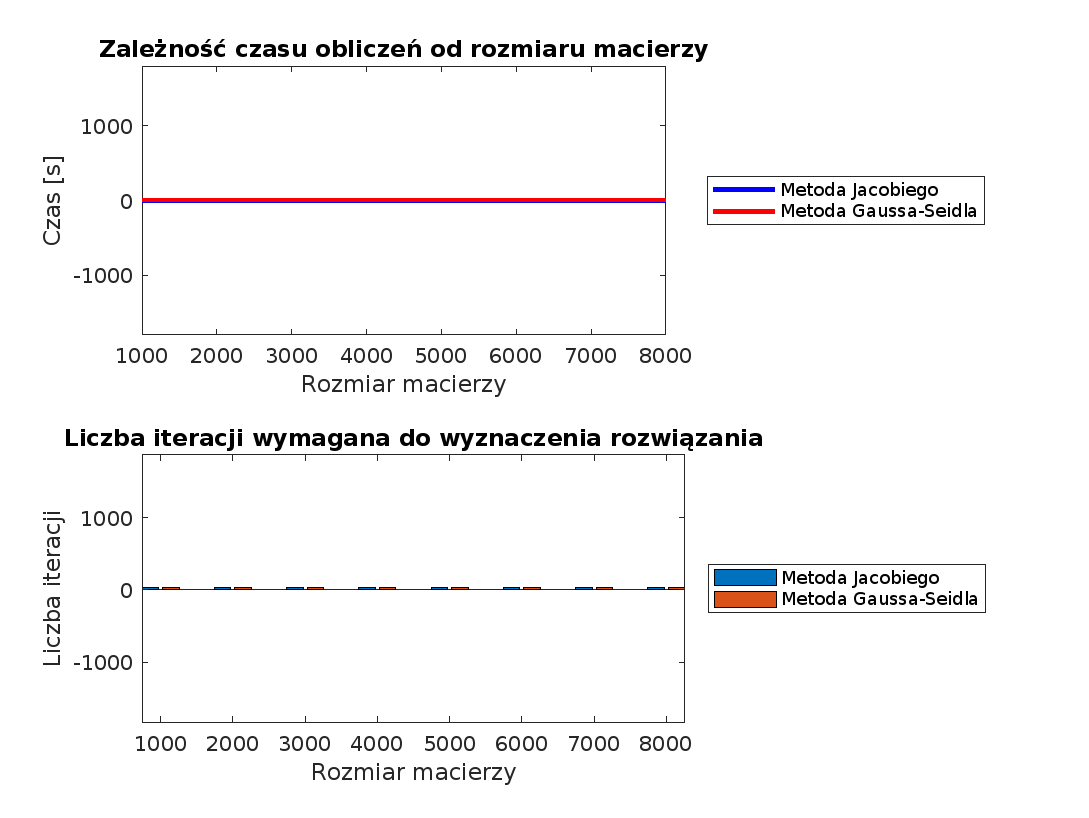 Zależność czasu obliczeń od rozmiaru macierzy
1000
0
-1000
Czas [s]
1000 2000 3000 4000 5000 6000 7000 8000
Rozmiar macierzy
Metoda Jacobiego
Metoda Gaussa-Seidla
Liczba iteracji wymagana do wyznaczenia rozwiązania
1000
0
-1000
Liczba iteracji
1000 2000 3000 4000 5000 6000 7000 8000
Rozmiar macierzy
Metoda Jacobiego
Metoda Gaussa-Seidla